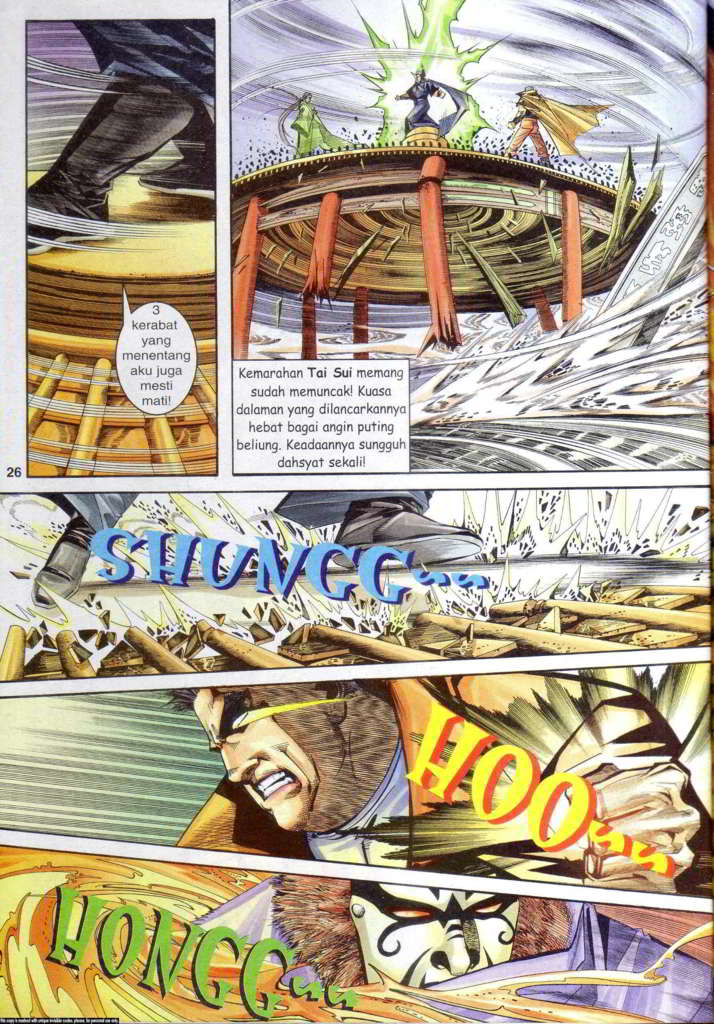 3
kerabat
yang
menentang
aku juga
mesti
mati!
Kemarahan Tai Sui memang
sudah memuncak! Kuasa
dalaman yang dilancarkannya
hebat bagai angin puting
beliung. Keadaannya sungguh
dahsyat sekali!
26
SHUNGG~~
HOO~~
HONGG~~